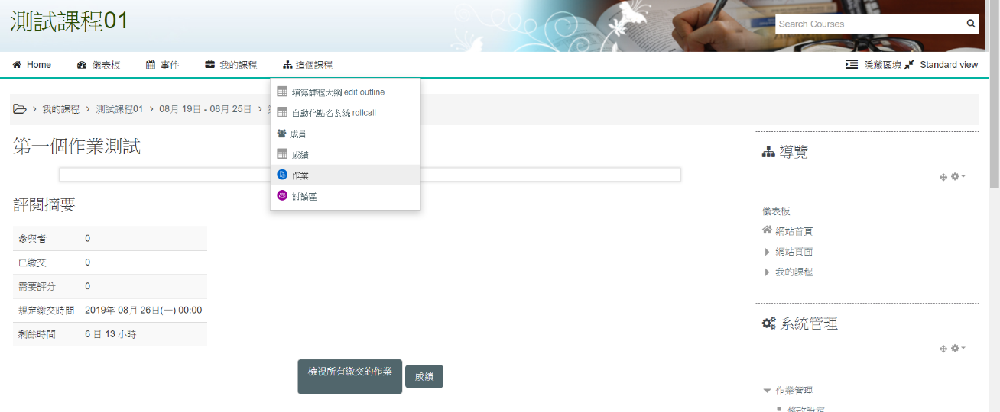 測試課程01
Search Courses
Home 儀表板 事件 我的課程 這個課程 隱藏區塊 Standard view
填寫課程大綱 edit outline
自動化點名系統 rollcall
成員
成績
作業
討論區
我的課程 › 測試課程01 › 08月 19日 - 08月 25日 ›
第一個作業測試
評閱摘要
參與者 0
已繳交 0
需要評分 0
規定繳交時間 2019年 08月 26日(一) 00:00
剩餘時間 6 日 13 小時
檢視所有繳交的作業 成績
導覽
儀表板
網站首頁
網站頁面
我的課程
系統管理
作業管理
修改設定